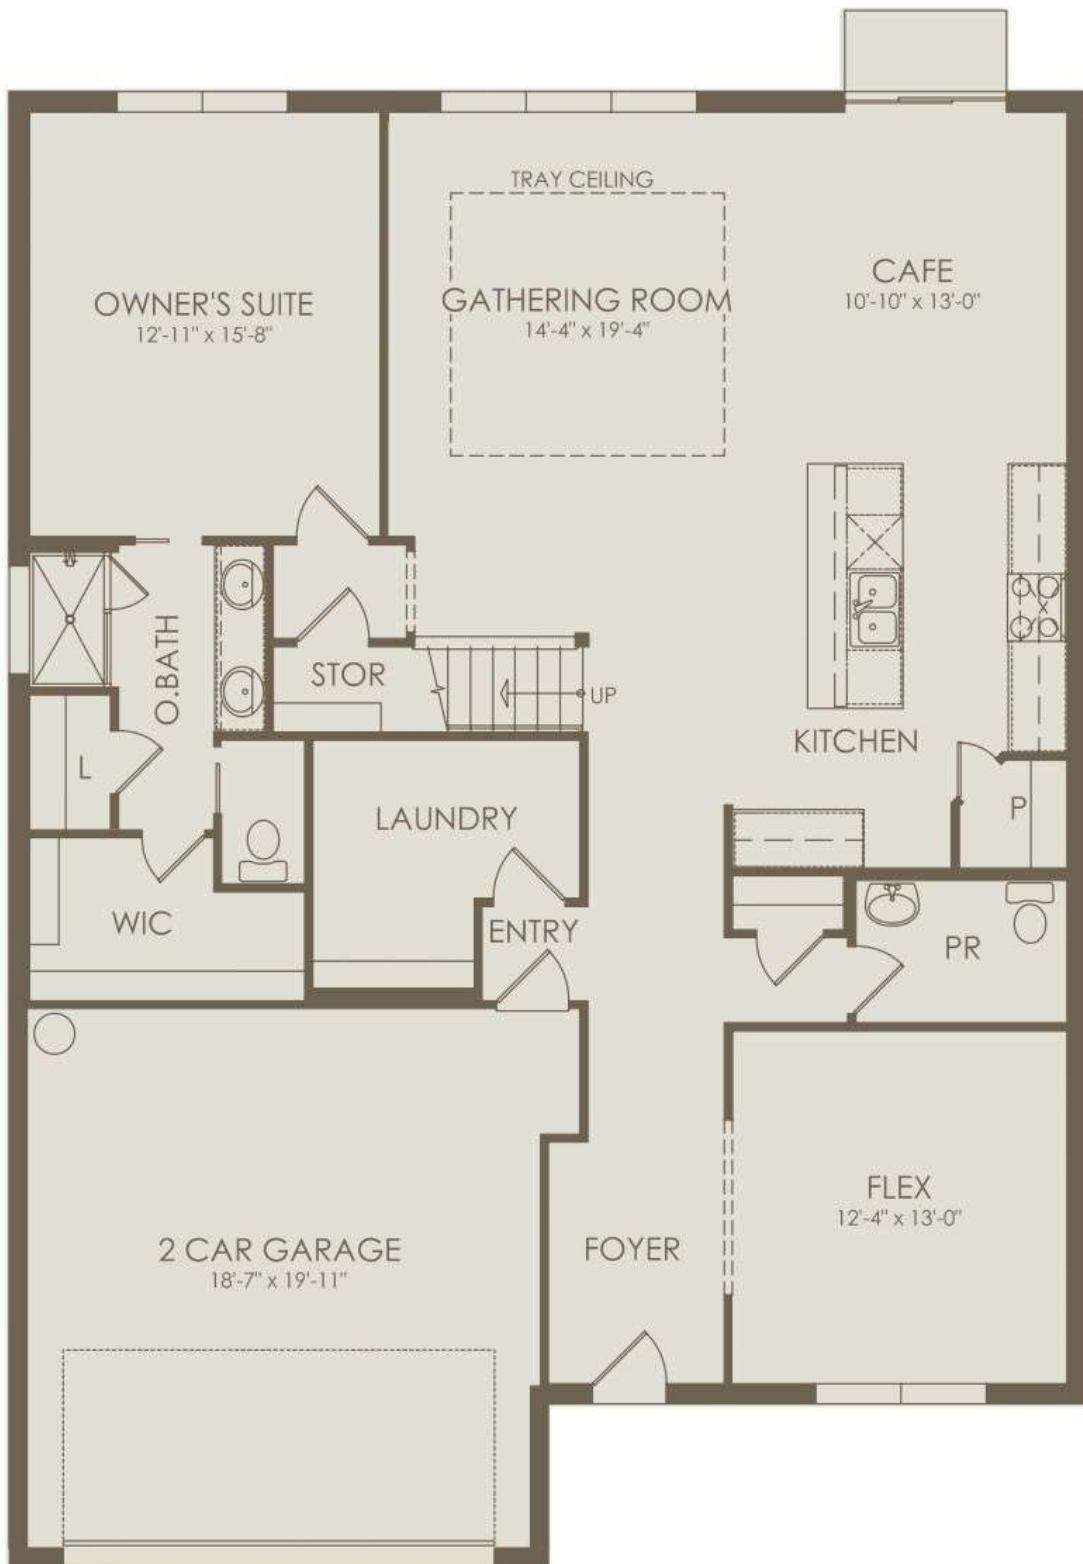 TRAY CEILING
OWNER'S SUITE
12'-11" x 15'-8"
GATHERING ROOM
14'-4" x 19'-4"
CAFE
10'-10" x 13'-0"
O.BATH
STOR
UP
KITCHEN
L
LAUNDRY
P
WIC
ENTRY
PR
2 CAR GARAGE
18'-7" x 19'-11"
FOYER
FLEX
12'-4" x 13'-0"